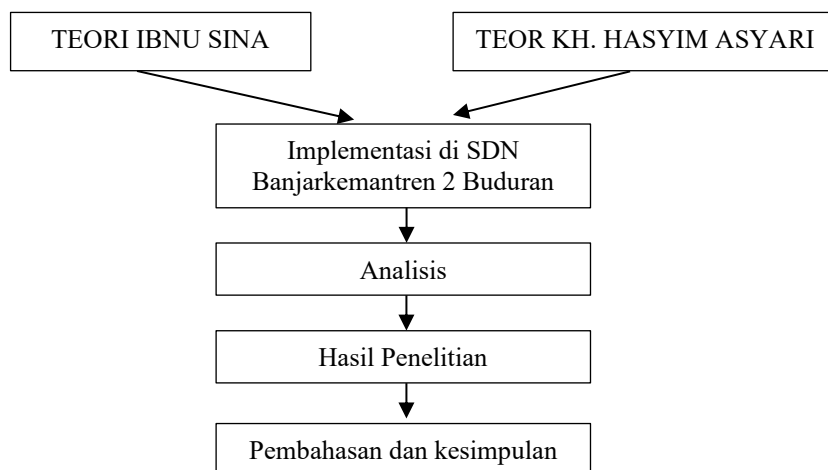 TEORI IBNU SINA
TEOR KH. HASYIM ASYARI
Implementasi di SDN
Banjarkemantren 2 Buduran
Analisis
Hasil Penelitian
Pembahasan dan kesimpulan